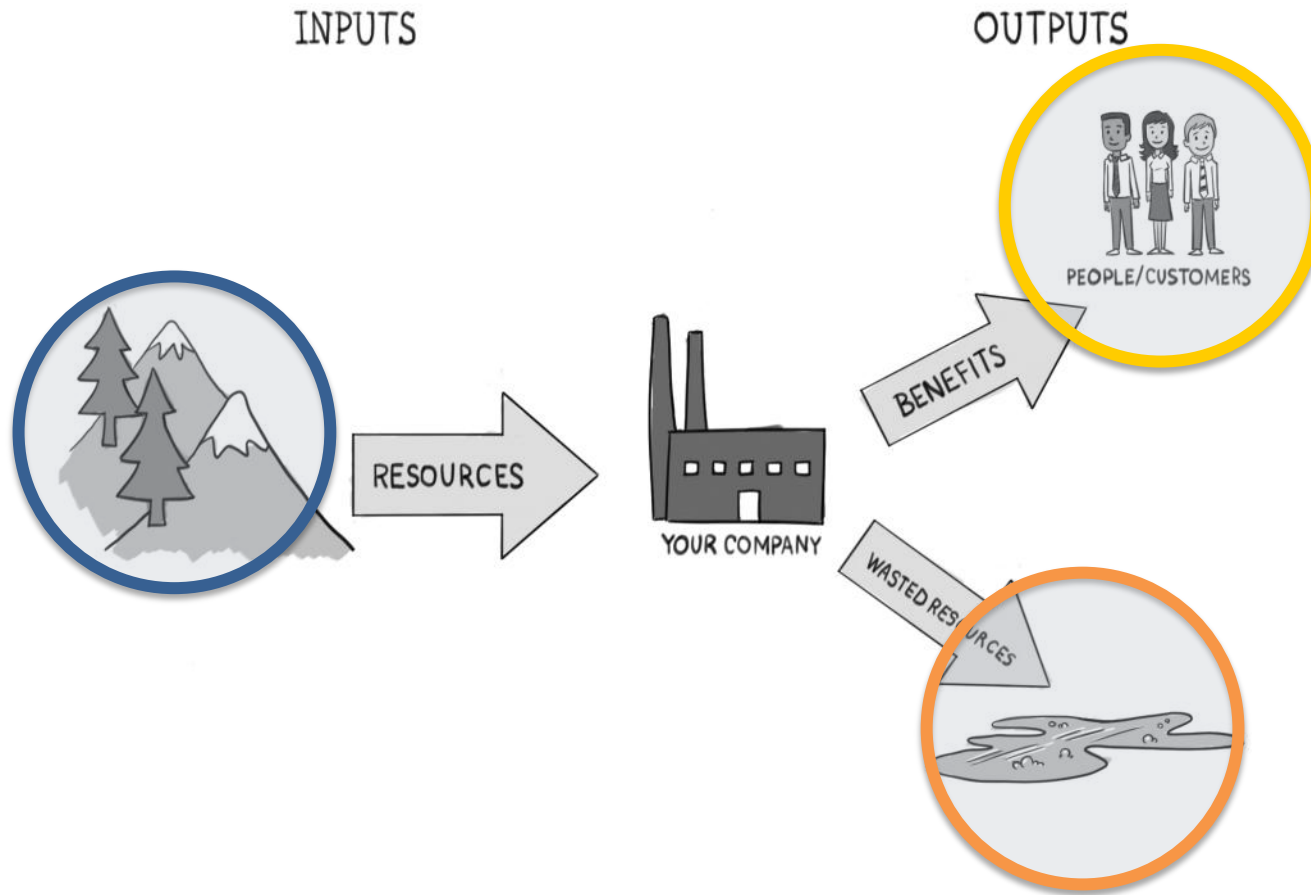 INPUTS
OUTPUTS
PEOPLE/CUSTOMERS
BENEFITS
RESOURCES
YOUR COMPANY
WASTED RESOURCES